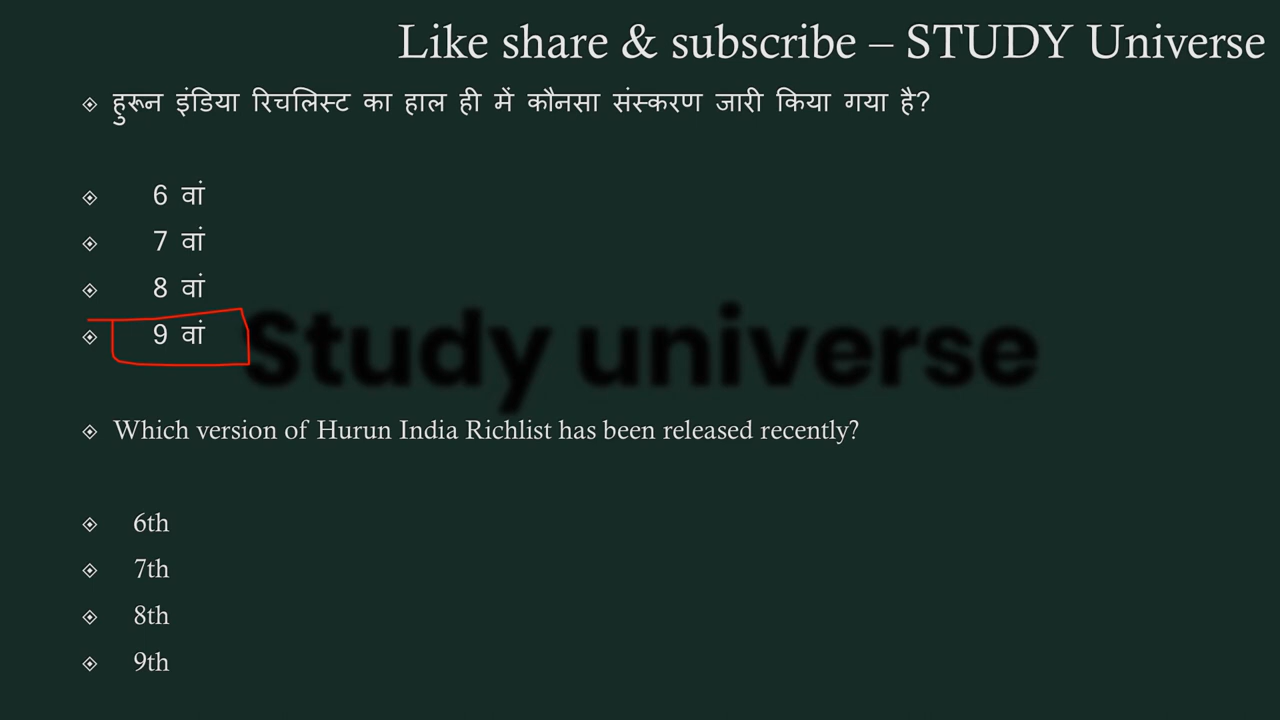 Like share & subscribe – STUDY Universe
हुरून इंडिया रिचलिस्ट का हाल ही में कौनसा संस्करण जारी किया गया है?
6 वां
7 वां
8 वां
9 वां
Study universe
Which version of Hurun India Richlist has been released recently?
6th
7th
8th
9th